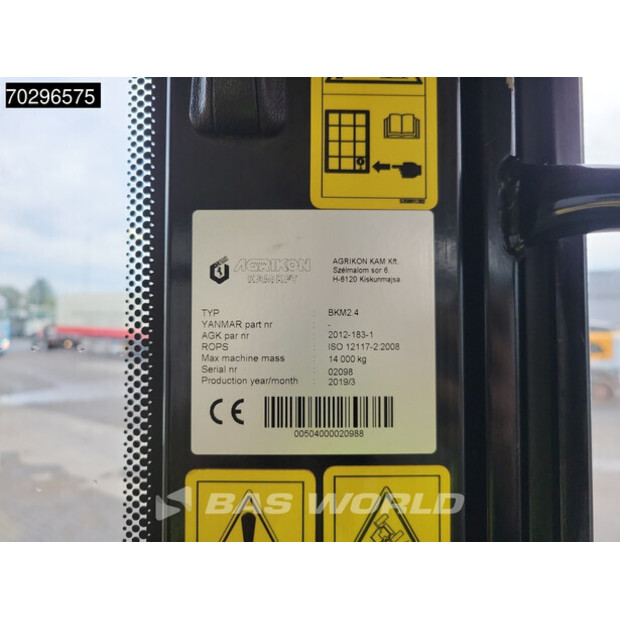 70296575
AGRIKON
KAM KFT
AGRIKON KAM Kft.
Szélmalom sor 6.
H-6120 Kiskunmajsa
TYP : BKM2.4
YANMAR part nr : -
AGK par nr : 2012-183-1
ROPS : ISO 12117-2:2008
Max machine mass : 14 000 kg
Serial nr : 02098
Production year/month : 2019/3
CE
00504000020988
BAS WORLD